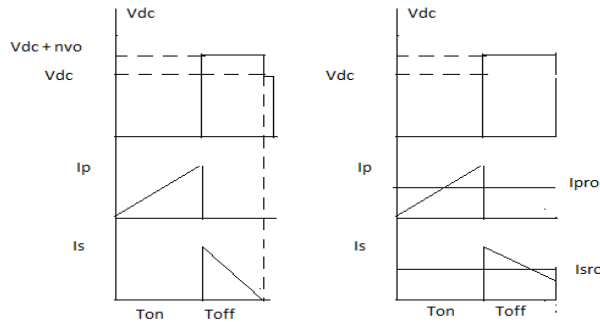 Vdc
Vdc + nvo
Vdc
Ip
Is
Ton Toff
Vdc
Vdc
Ip
Ipro
Is
Isro
Ton Toff